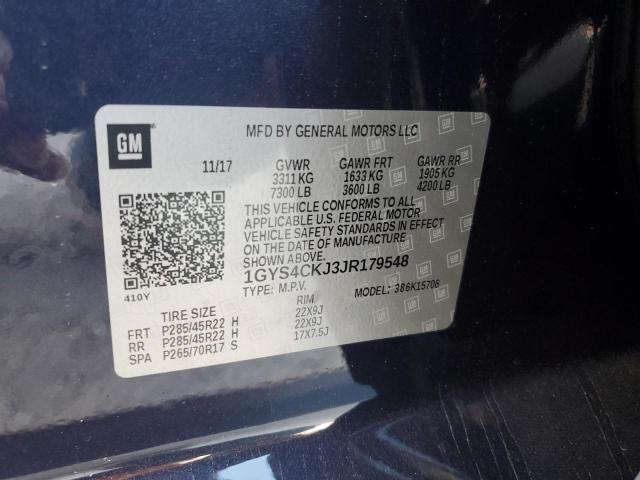 GM
MFD BY GENERAL MOTORS LLC
11/17 GVWR GAWR FRT GAWR RR
3311 KG 1633 KG 1905 KG
7300 LB 3600 LB 4200 LB
THIS VEHICLE CONFORMS TO ALL
APPLICABLE U.S. FEDERAL MOTOR
VEHICLE SAFETY STANDARDS IN EFFECT
ON THE DATE OF MANUFACTURE
SHOWN ABOVE.
1GYS4CKJ3JR179548
TYPE: M.P.V. 386K15706
410Y
TIRE SIZE RIM
FRT P285/45R22 H 22X9J
RR P285/45R22 H 22X9J
SPA P265/70R17 S 17X7.5J